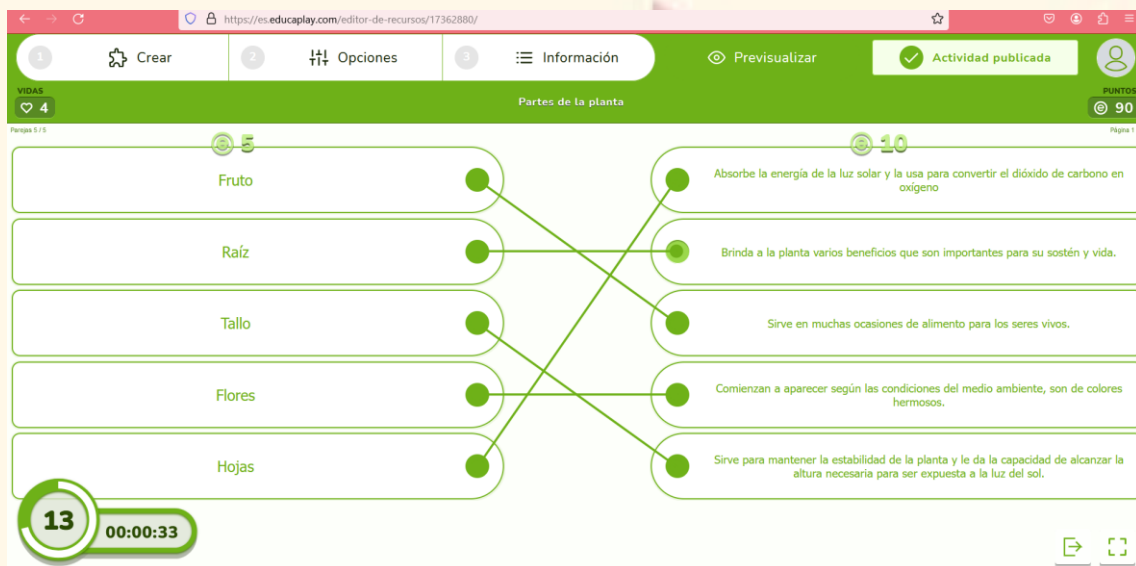 https://es.educaplay.com/editor-de-recursos/17362880/
1 Crear 2 Opciones 3 Información Previsualizar Actividad publicada
VIDAS
4
Partes de la planta
PUNTOS
90
Parejas 5 / 5
Página 1
5
10
Fruto
Absorbe la energía de la luz solar y la usa para convertir el dióxido de carbono en
oxígeno
Raíz
Brinda a la planta varios beneficios que son importantes para su sostén y vida.
Tallo
Sirve en muchas ocasiones de alimento para los seres vivos.
Flores
Comienzan a aparecer según las condiciones del medio ambiente, son de colores
hermosos.
Hojas
Sirve para mantener la estabilidad de la planta y le da la capacidad de alcanzar la
altura necesaria para ser expuesta a la luz del sol.
13
00:00:33